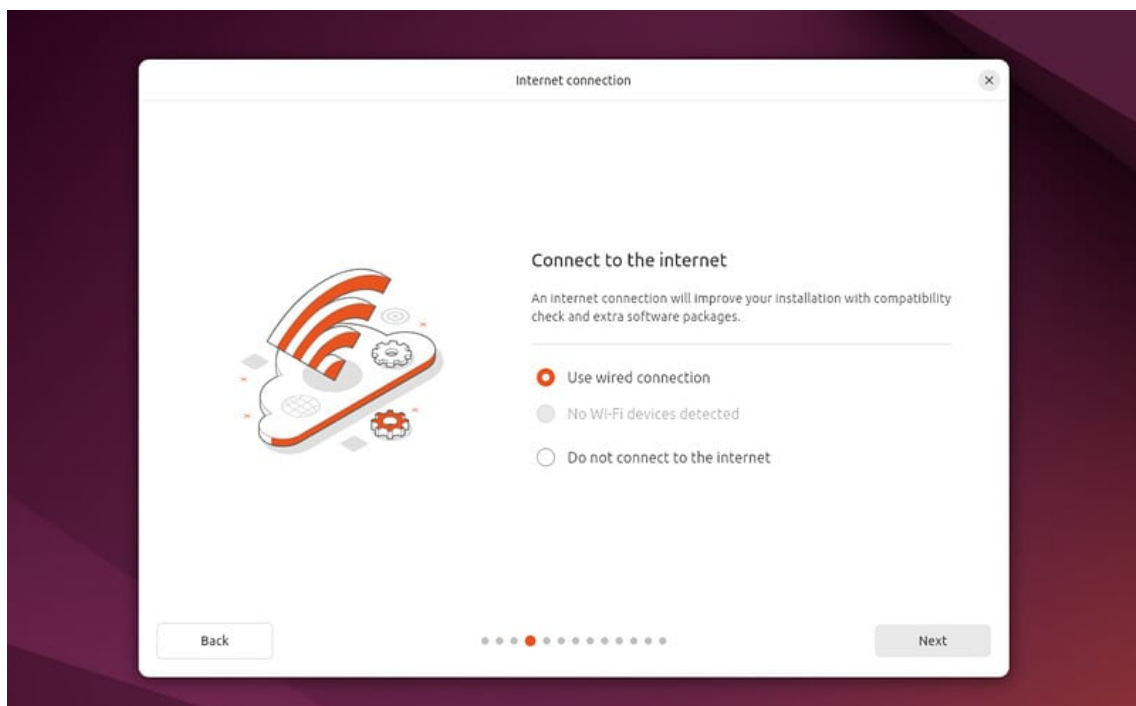 Internet connection
Connect to the internet
An internet connection will improve your installation with compatibility
check and extra software packages.
Use wired connection
No Wi-Fi devices detected
Do not connect to the internet
Back
Next